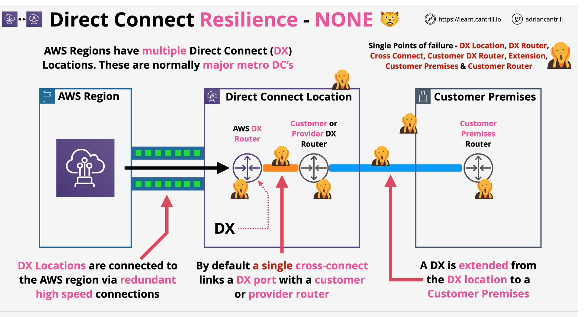 Direct Connect Resilience - NONE
https://learn.cantrill.io
adriancantrill
AWS Regions have multiple Direct Connect (DX)
Locations. These are normally major metro DC's
Single Points of failure - DX Location, DX Router,
Cross Connect, Customer DX Router, Extension,
Customer Premises & Customer Router
AWS Region
Direct Connect Location
Customer Premises
AWS DX
Router
Customer or
Provider DX
Router
Customer
Premises
Router
DX
DX Locations are connected to
the AWS region via redundant
high speed connections
By default a single cross-connect
links a DX port with a customer
or provider router
A DX is extended from
the DX location to a
Customer Premises